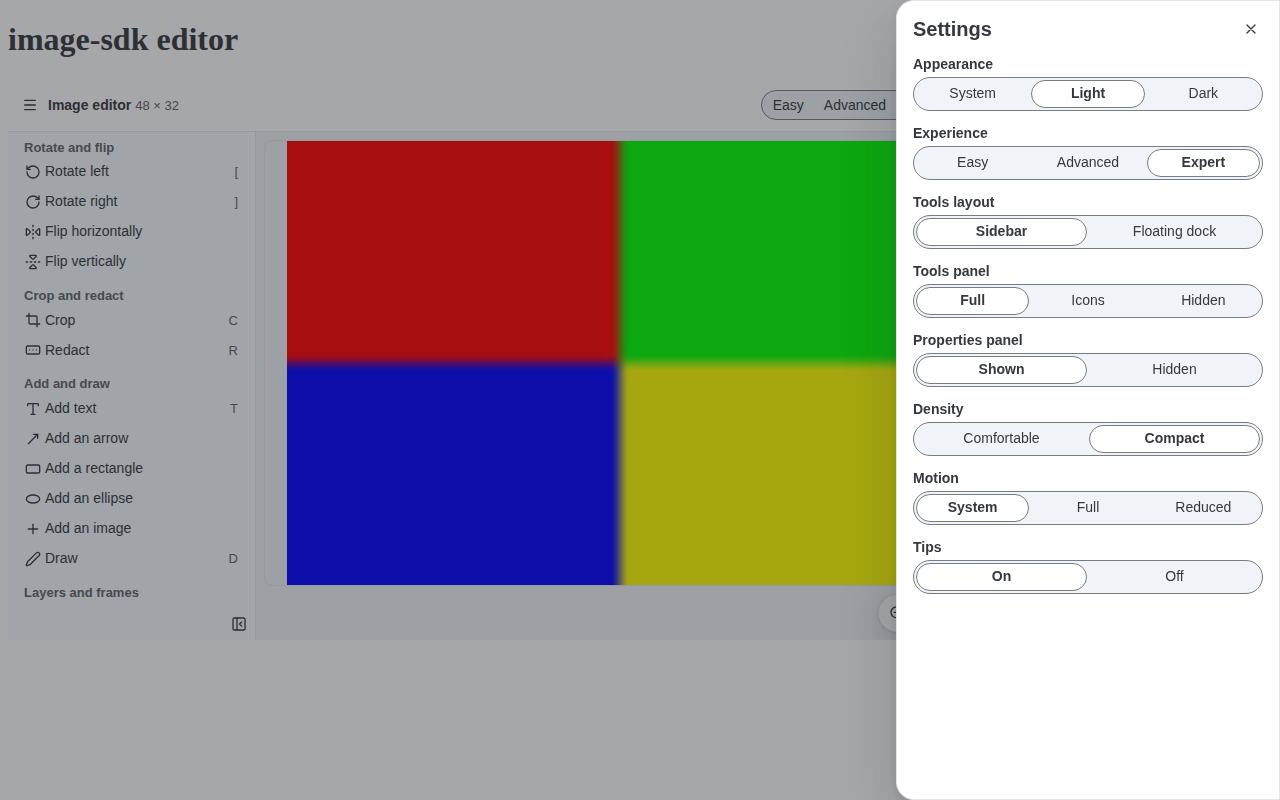 image-sdk editor
Image editor 48 × 32
Easy Advanced
Rotate and flip
Rotate left [
Rotate right ]
Flip horizontally
Flip vertically
Crop and redact
Crop C
Redact R
Add and draw
Add text T
Add an arrow
Add a rectangle
Add an ellipse
Add an image
Draw D
Layers and frames
Settings
Appearance
System Light Dark
Experience
Easy Advanced Expert
Tools layout
Sidebar Floating dock
Tools panel
Full Icons Hidden
Properties panel
Shown Hidden
Density
Comfortable Compact
Motion
System Full Reduced
Tips
On Off